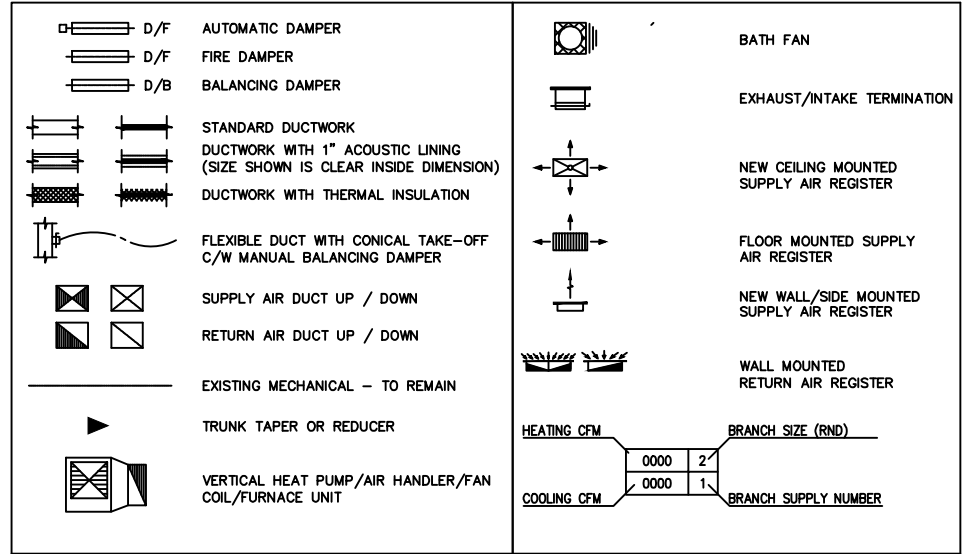 D/F AUTOMATIC DAMPER
D/F FIRE DAMPER
D/B BALANCING DAMPER
STANDARD DUCTWORK
DUCTWORK WITH 1" ACOUSTIC LINING
(SIZE SHOWN IS CLEAR INSIDE DIMENSION)
DUCTWORK WITH THERMAL INSULATION
FLEXIBLE DUCT WITH CONICAL TAKE-OFF
C/W MANUAL BALANCING DAMPER
SUPPLY AIR DUCT UP / DOWN
RETURN AIR DUCT UP / DOWN
EXISTING MECHANICAL - TO REMAIN
TRUNK TAPER OR REDUCER
VERTICAL HEAT PUMP/AIR HANDLER/FAN
COIL/FURNACE UNIT
BATH FAN
EXHAUST/INTAKE TERMINATION
NEW CEILING MOUNTED
SUPPLY AIR REGISTER
FLOOR MOUNTED SUPPLY
AIR REGISTER
NEW WALL/SIDE MOUNTED
SUPPLY AIR REGISTER
WALL MOUNTED
RETURN AIR REGISTER
HEATING CFM BRANCH SIZE (RND)
0000 2
0000 1
COOLING CFM BRANCH SUPPLY NUMBER